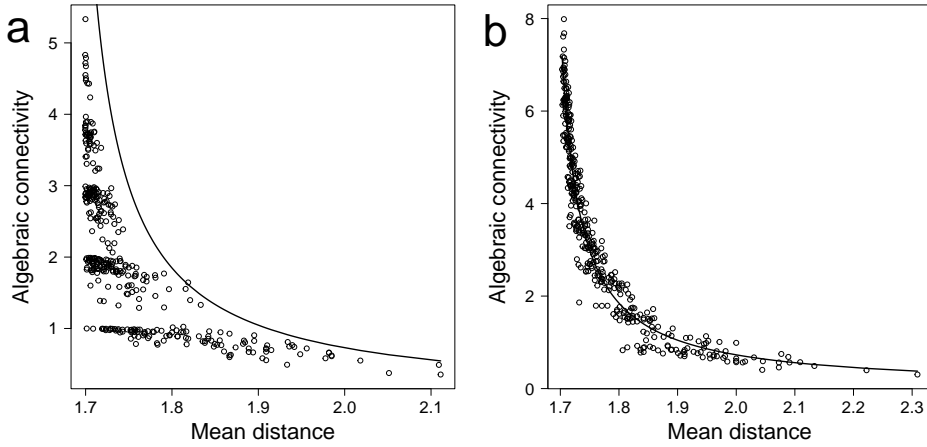 a
5
4
3
2
1
Algebraic connectivity
1.7 1.8 1.9 2.0 2.1
Mean distance
b
8
6
4
2
0
Algebraic connectivity
1.7 1.8 1.9 2.0 2.1 2.2 2.3
Mean distance